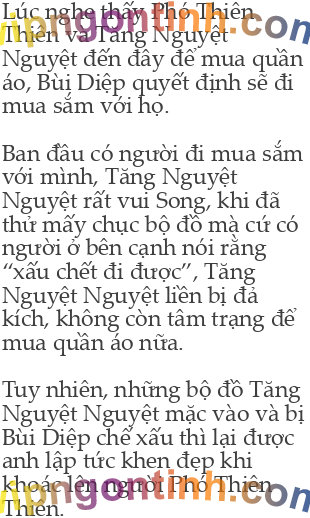 Lúc nghe thấy Phó Thiên
Thiên và Tăng Nguyệt
Nguyệt đến đây để mua quần
áo, Bùi Diệp quyết định sẽ đi
mua sắm với họ.
Ban đầu có người đi mua sắm
với mình, Tăng Nguyệt
Nguyệt rất vui Song, khi đã
thử mấy chục bộ đồ mà cứ có
người ở bên cạnh nói rằng
“xấu chết đi được”, Tăng
Nguyệt Nguyệt liền bị đả
kích, không còn tâm trạng để
mua quần áo nữa.
Tuy nhiên, những bộ đồ Tăng
Nguyệt Nguyệt mặc vào và bị
Bùi Diệp chê xấu thì lại được
anh lập tức khen đẹp khi
khoác lên người Phó Thiên
Thiên.
vipngontinh.com
vipngontinh.com